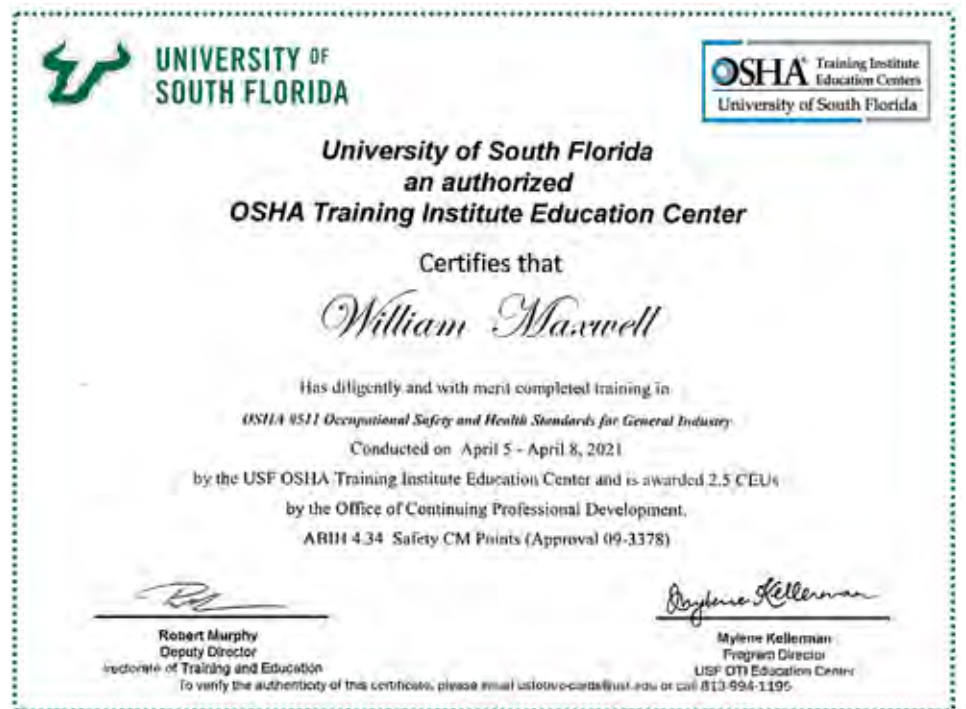 UNIVERSITY OF
SOUTH FLORIDA
OSHA® Training Institute
Education Centers
University of South Florida
University of South Florida
an authorized
OSHA Training Institute Education Center
Certifies that
William Maxwell
Has diligently and with merit completed training in
OSHA #511 Occupational Safety and Health Standards for General Industry
Conducted on April 5 - April 8, 2021
by the USF OSHA Training Institute Education Center and is awarded 2.5 CEUs
by the Office of Continuing Professional Development.
ABIH 4.34 Safety CM Points (Approval 09-3378)
Mylene Kellerman
Robert Murphy
Deputy Director
of Training and Education
Mylene Kellerman
Program Director
USF OTI Education Center
To verify the authenticity of this certificate, please email or call 813-994-1195